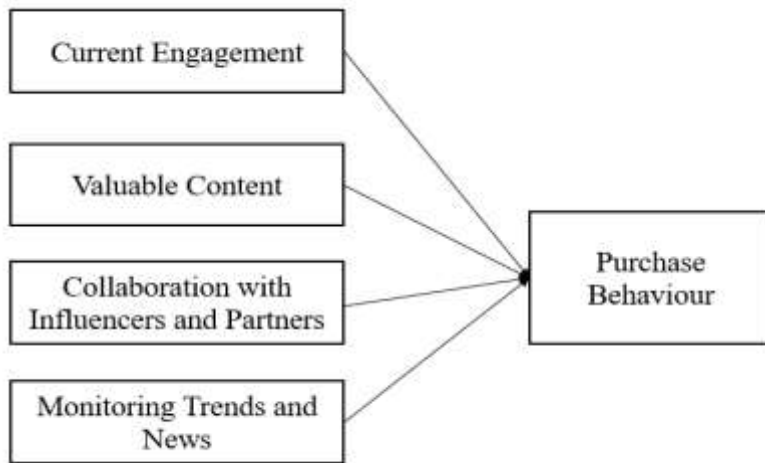 Current Engagement
Valuable Content
Collaboration with
Influencers and Partners
Monitoring Trends and
News
Purchase
Behaviour